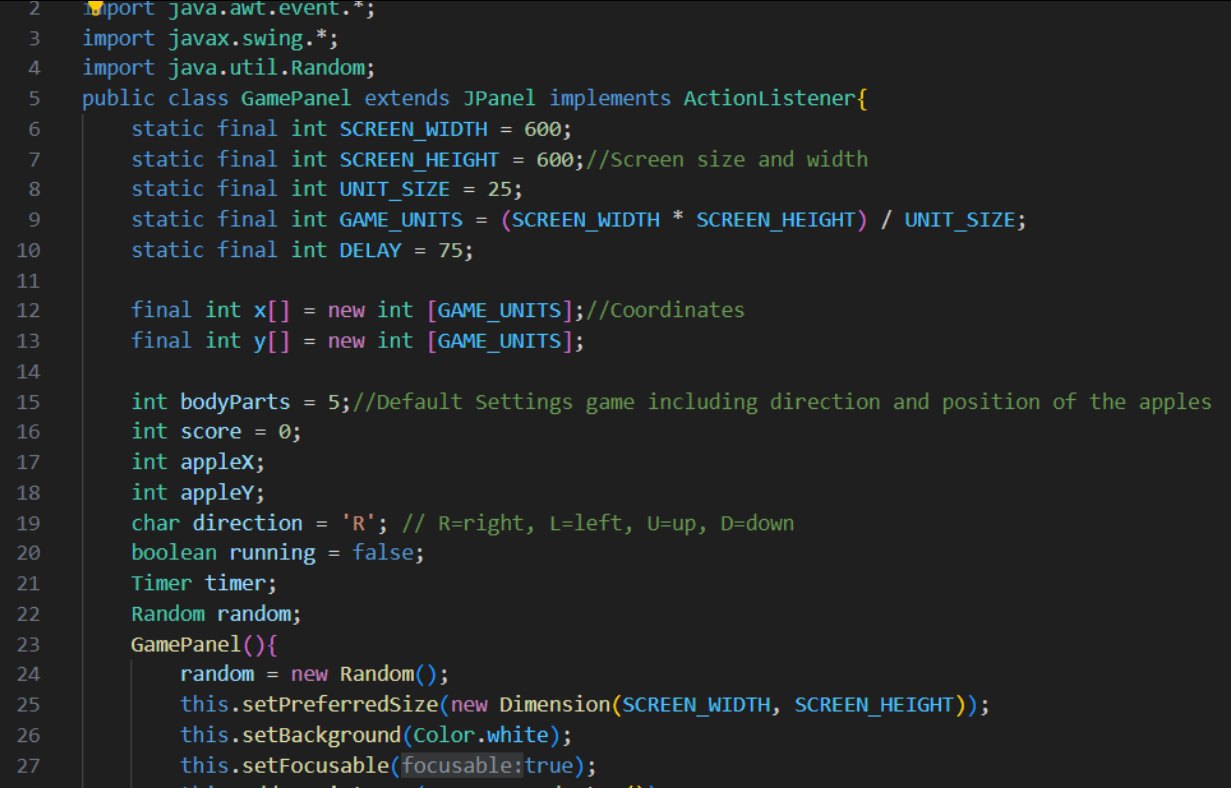 2 import java.awt.event.*;
3 import javax.swing.*;
4 import java.util.Random;
5 public class GamePanel extends JPanel implements ActionListener{
6 static final int SCREEN_WIDTH = 600;
7 static final int SCREEN_HEIGHT = 600;//Screen size and width
8 static final int UNIT_SIZE = 25;
9 static final int GAME_UNITS = (SCREEN_WIDTH * SCREEN_HEIGHT) / UNIT_SIZE;
10 static final int DELAY = 75;
11
12 final int x[] = new int [GAME_UNITS];//Coordinates
13 final int y[] = new int [GAME_UNITS];
14
15 int bodyParts = 5;//Default Settings game including direction and position of the apples
16 int score = 0;
17 int appleX;
18 int appleY;
19 char direction = 'R'; // R=right, L=left, U=up, D=down
20 boolean running = false;
21 Timer timer;
22 Random random;
23 GamePanel(){
24 random = new Random();
25 this.setPreferredSize(new Dimension(SCREEN_WIDTH, SCREEN_HEIGHT));
26 this.setBackground(Color.white);
27 this.setFocusable(focusable:true);